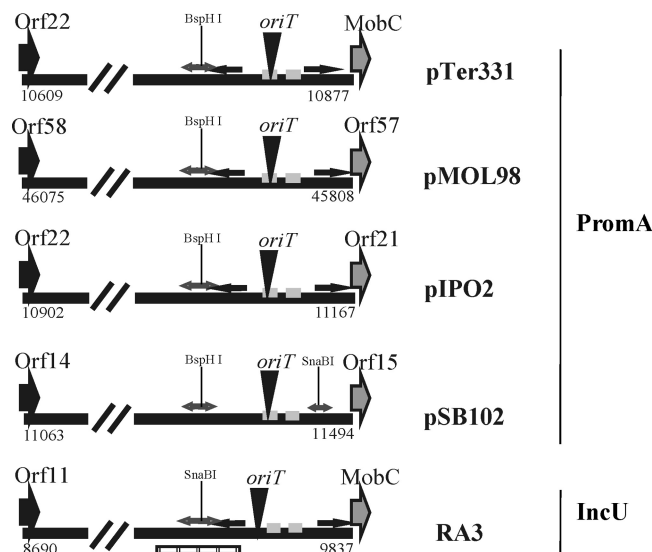 Orf22 BspH I oriT MobC
10609 10877 pTer331
Orf58 BspH I oriT Orf57
46075 45808 pMOL98
PromA
Orf22 BspH I oriT Orf21
10902 11167 pIPO2
Orf14 BspH I oriT SnaBI Orf15
11063 11494 pSB102
Orf11 SnaBI oriT MobC
IncU
8690 9837 RA3